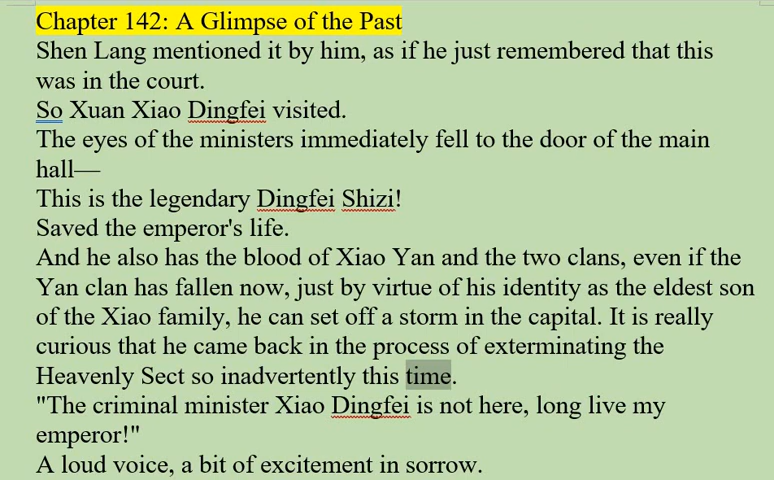 Chapter 142: A Glimpse of the Past
Shen Lang mentioned it by him, as if he just remembered that this
was in the court.
So Xuan Xiao Dingfei visited.
The eyes of the ministers immediately fell to the door of the main
hall—
This is the legendary Dingfei Shizi!
Saved the emperor's life.
And he also has the blood of Xiao Yan and the two clans, even if the
Yan clan has fallen now, just by virtue of his identity as the eldest son
of the Xiao family, he can set off a storm in the capital. It is really
curious that he came back in the process of exterminating the
Heavenly Sect so inadvertently this time.
"The criminal minister Xiao Dingfei is not here, long live my
emperor!"
A loud voice, a bit of excitement in sorrow.